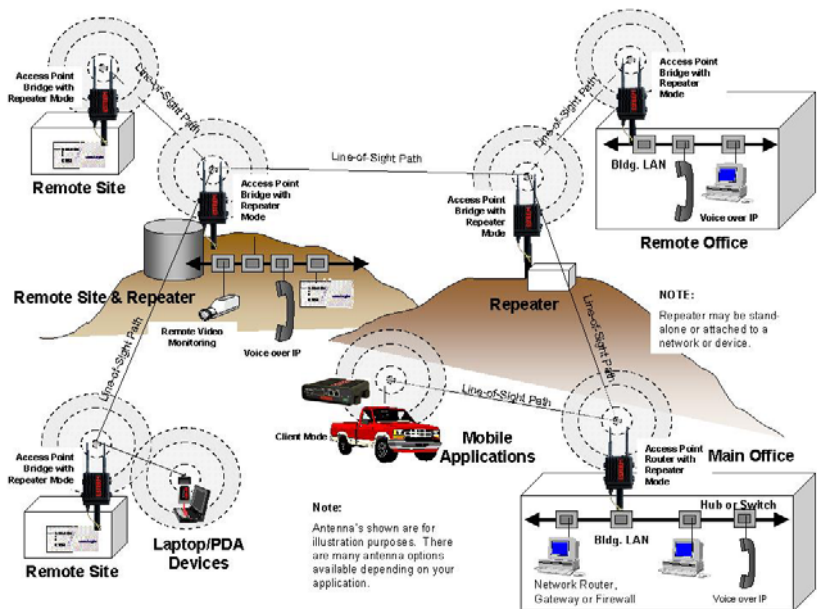 Access Point
Bridge with
Repeater Mode
Remote Site
Line-of-Sight Path
Access Point
Bridge with
Repeater
Mode
Line-of-Sight Path
Access Point
Bridge with
Repeater
Mode
Line-of-Sight Path
Access Point
Bridge with
Repeater
Mode
Bldg. LAN
Voice over IP
Remote Office
Remote Site & Repeater
Remote Video
Monitoring
Voice over IP
Repeater
NOTE:
Repeater may be stand-
alone or attached to a
network or device.
Line-of-Sight Path
Line-of-Sight Path
Line-of-Sight Path
Client Mode
Mobile
Applications
Access Point
Bridge with
Repeater Mode
Remote Site
Laptop/PDA
Devices
Note:
Antenna's shown are for
illustration purposes. There
are many antenna options
available depending on your
application.
Access Point
Router with
Repeater
Mode
Main Office
Hub or Switch
Bldg. LAN
Network Router,
Gateway or Firewall
Voice over IP